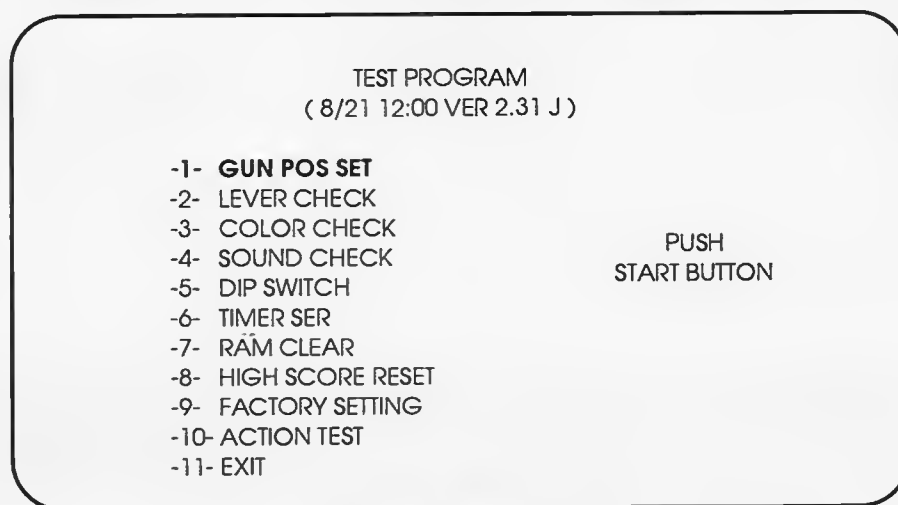 TEST PROGRAM
( 8/21 12:00 VER 2.31 J )
-1- GUN POS SET
-2- LEVER CHECK
-3- COLOR CHECK
-4- SOUND CHECK
-5- DIP SWITCH
-6- TIMER SER
-7- RAM CLEAR
-8- HIGH SCORE RESET
-9- FACTORY SETTING
-10- ACTION TEST
-11- EXIT
PUSH
START BUTTON